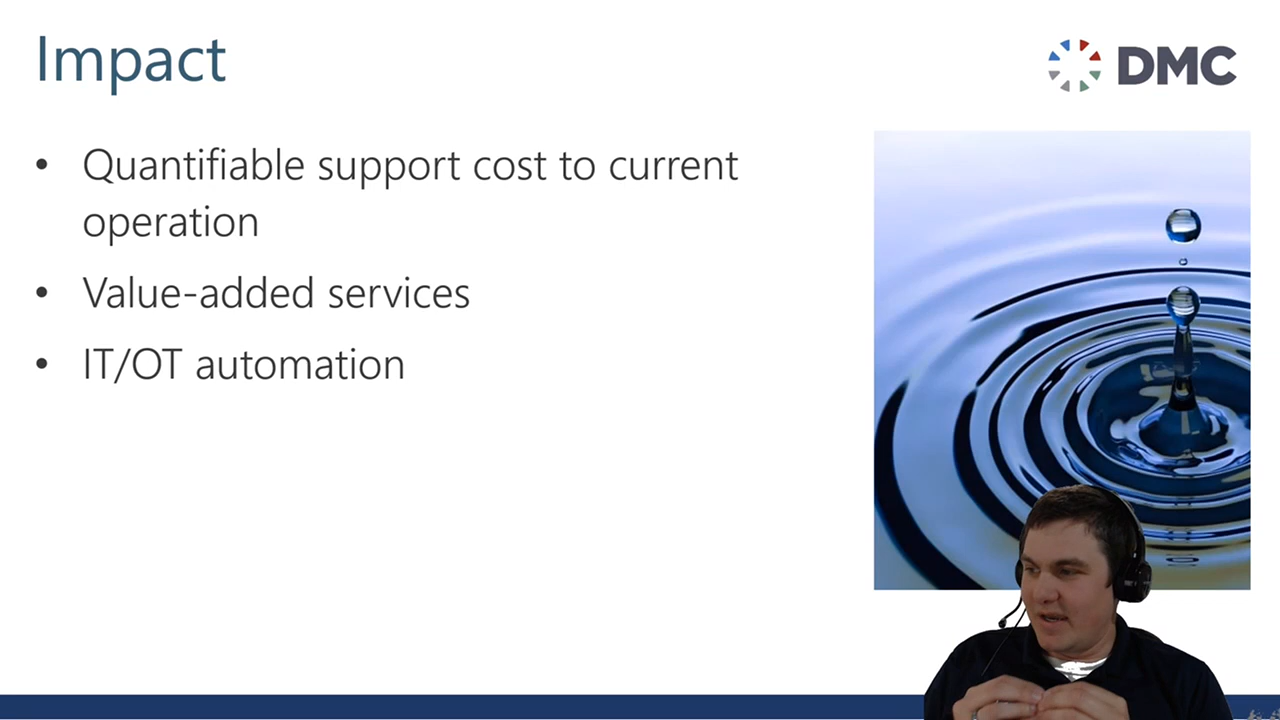 Impact
DMC
• Quantifiable support cost to current
operation
• Value-added services
• IT/OT automation